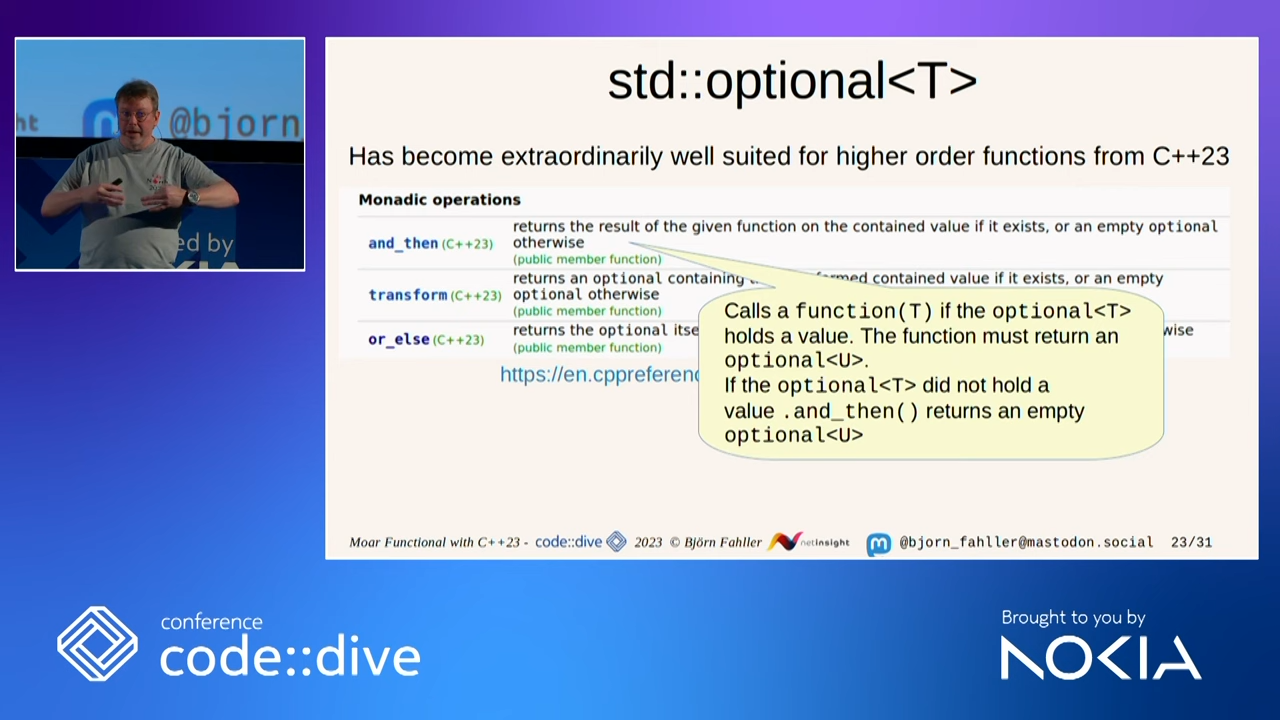 ht
@bjorn
ed by
std::optional<T>
Has become extraordinarily well suited for higher order functions from C++23
Monadic operations
and_then (C++23)
returns the result of the given function on the contained value if it exists, or an empty optional
otherwise
(public member function)
transform (C++23)
returns an optional containing
contained value if it exists, or an empty
optional otherwise
(public member function)
or_else (C++23)
returns the optional
(public member function)
https://en.cppreference
Calls a function(T) if the optional<T>
holds a value. The function must return an
optional<U>.
If the optional<T> did not hold a
value .and_then() returns an empty
optional<U>
Moar Functional with C++23 - code::dive 2023 © Björn Fahller netinsight @bjorn_fahller@mastodon.social 23/31
conference
code::dive
Brought to you by
NOKIA